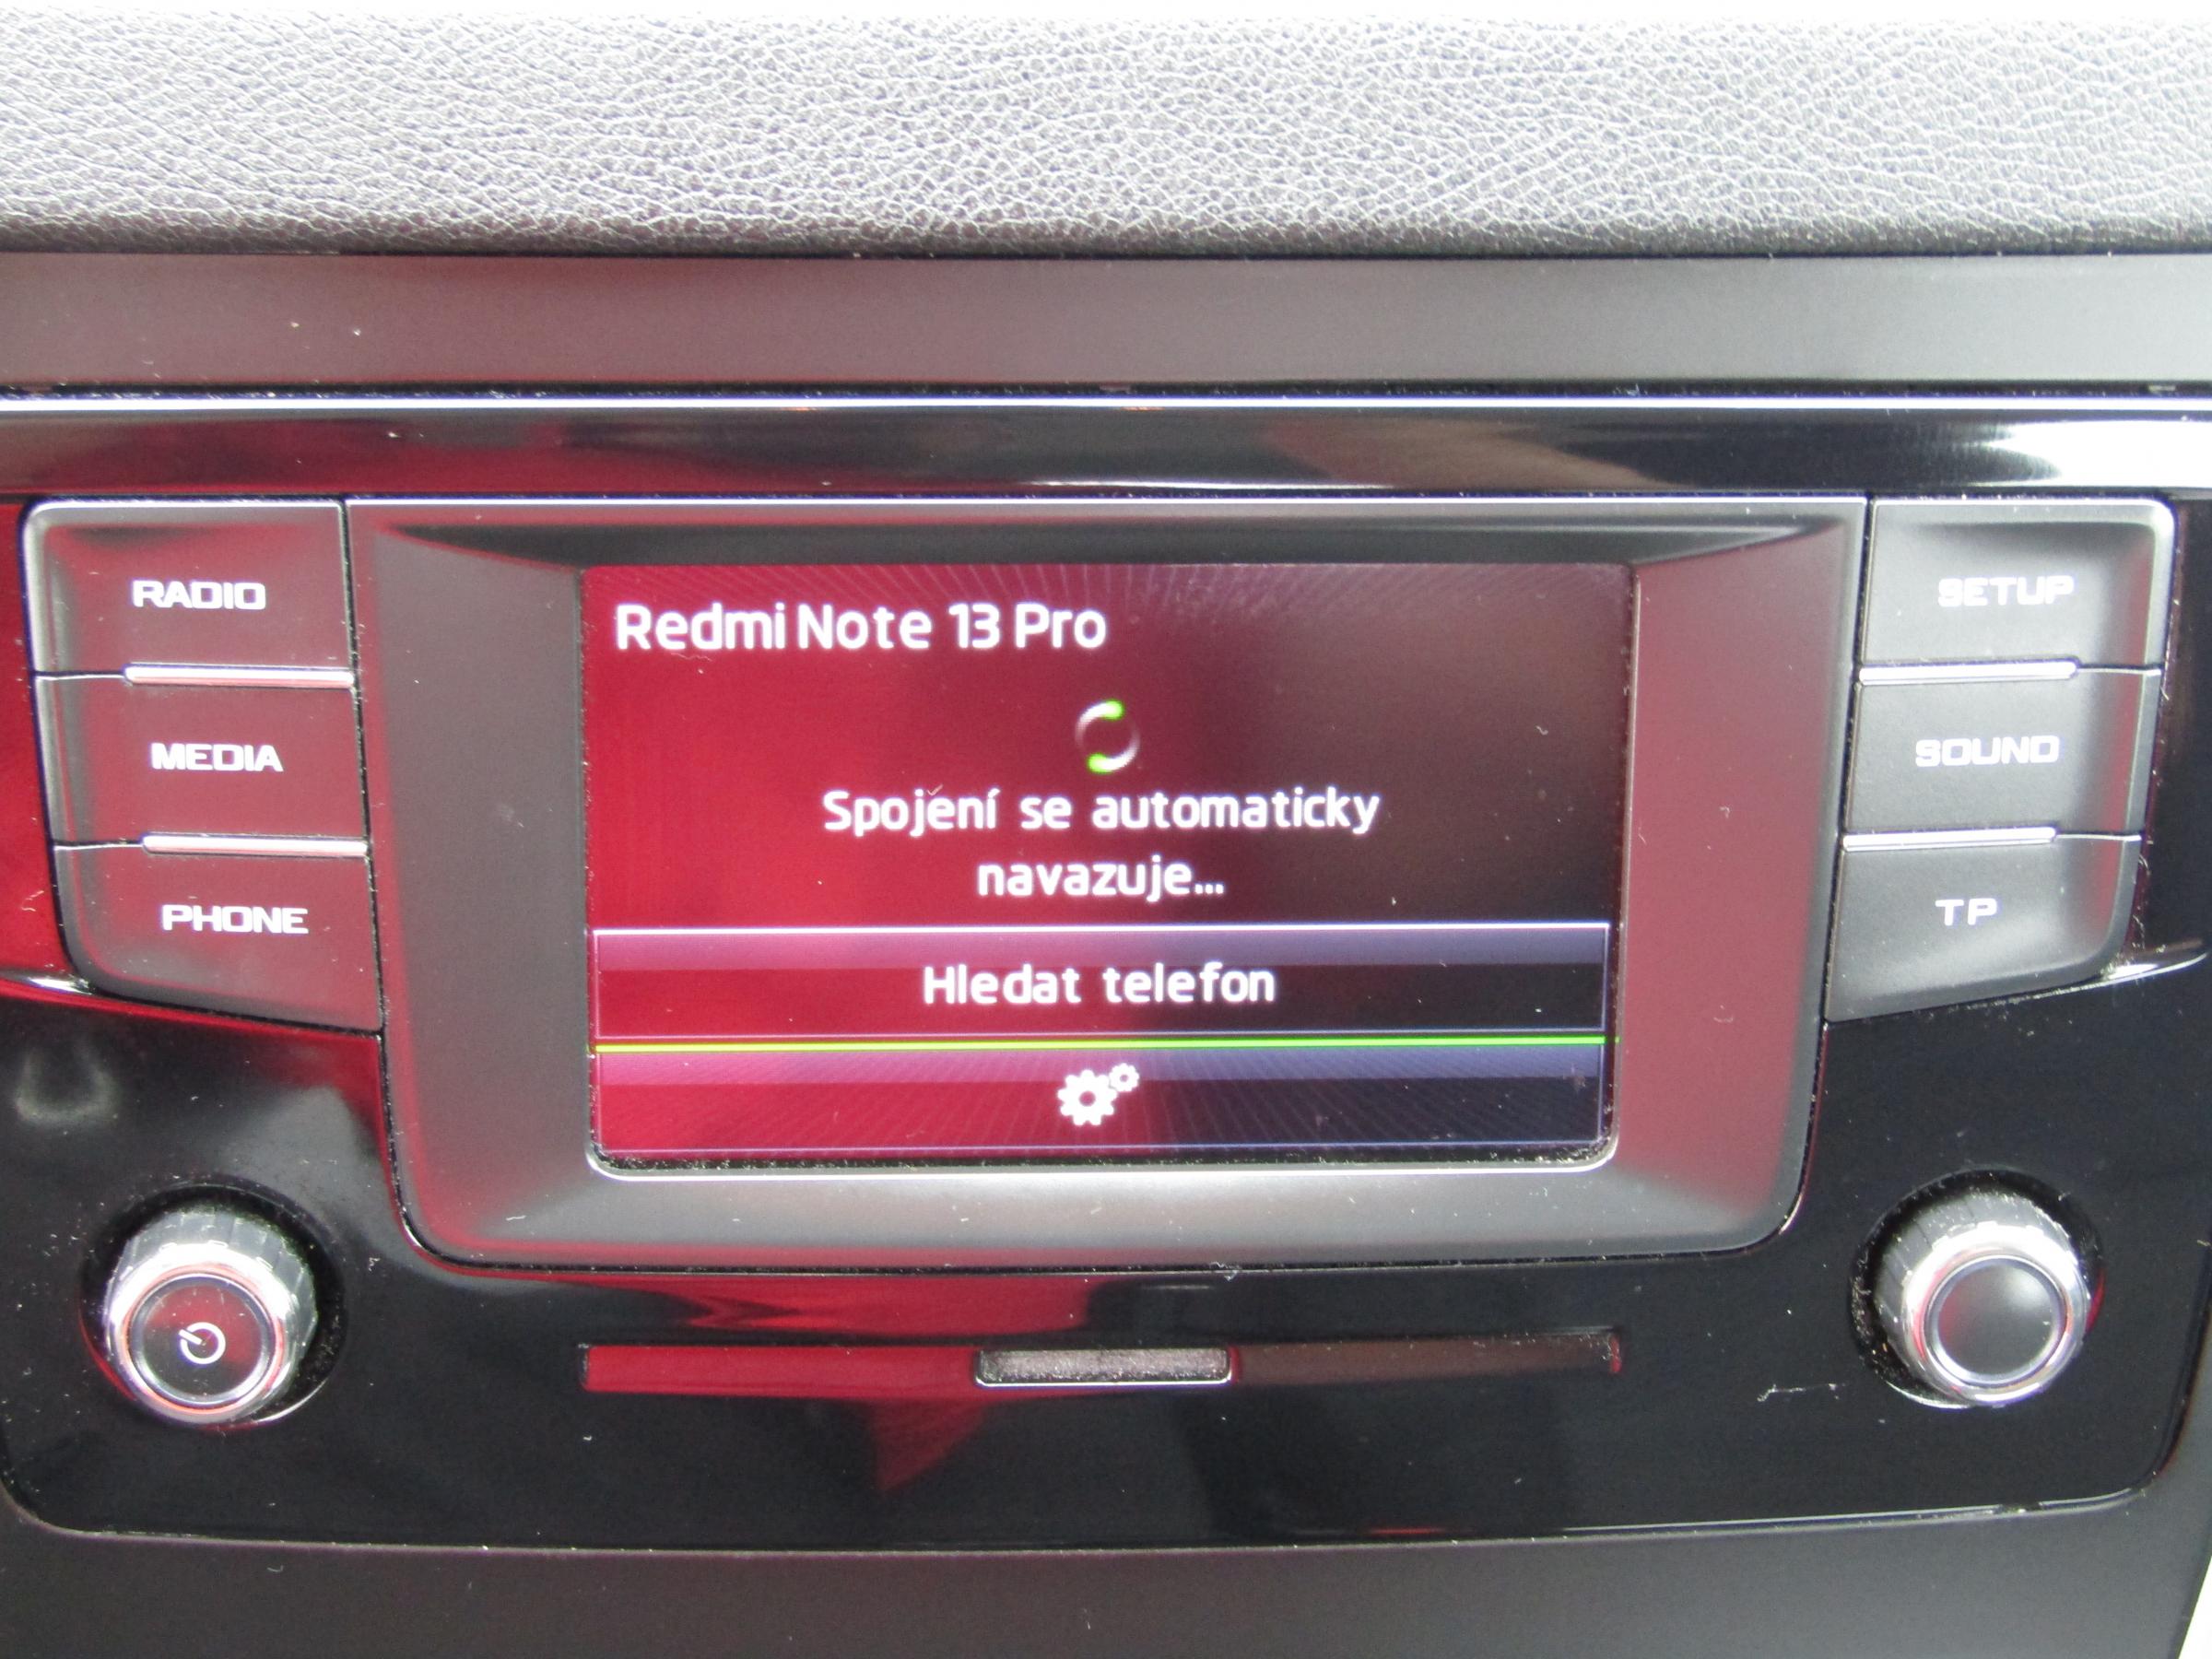 RADIO
MEDIA
PHONE
Redmi Note 13 Pro
Spojení se automaticky
navazuje...
Hledat telefon
SETUP
SOUND
TP